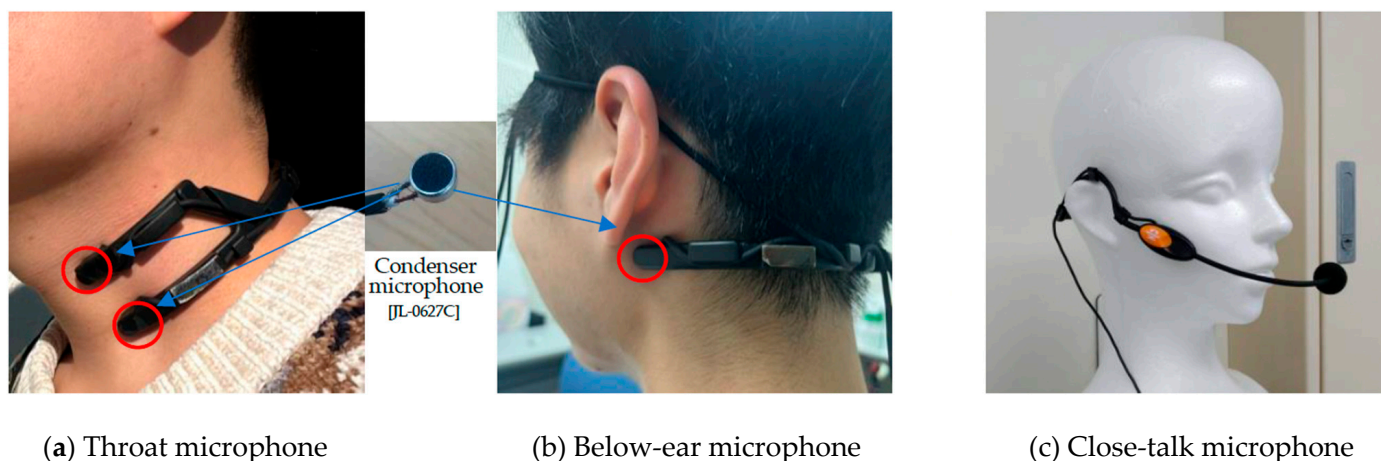 Condenser
microphone
[JL-0627C]
(a) Throat microphone
(b) Below-ear microphone
(c) Close-talk microphone